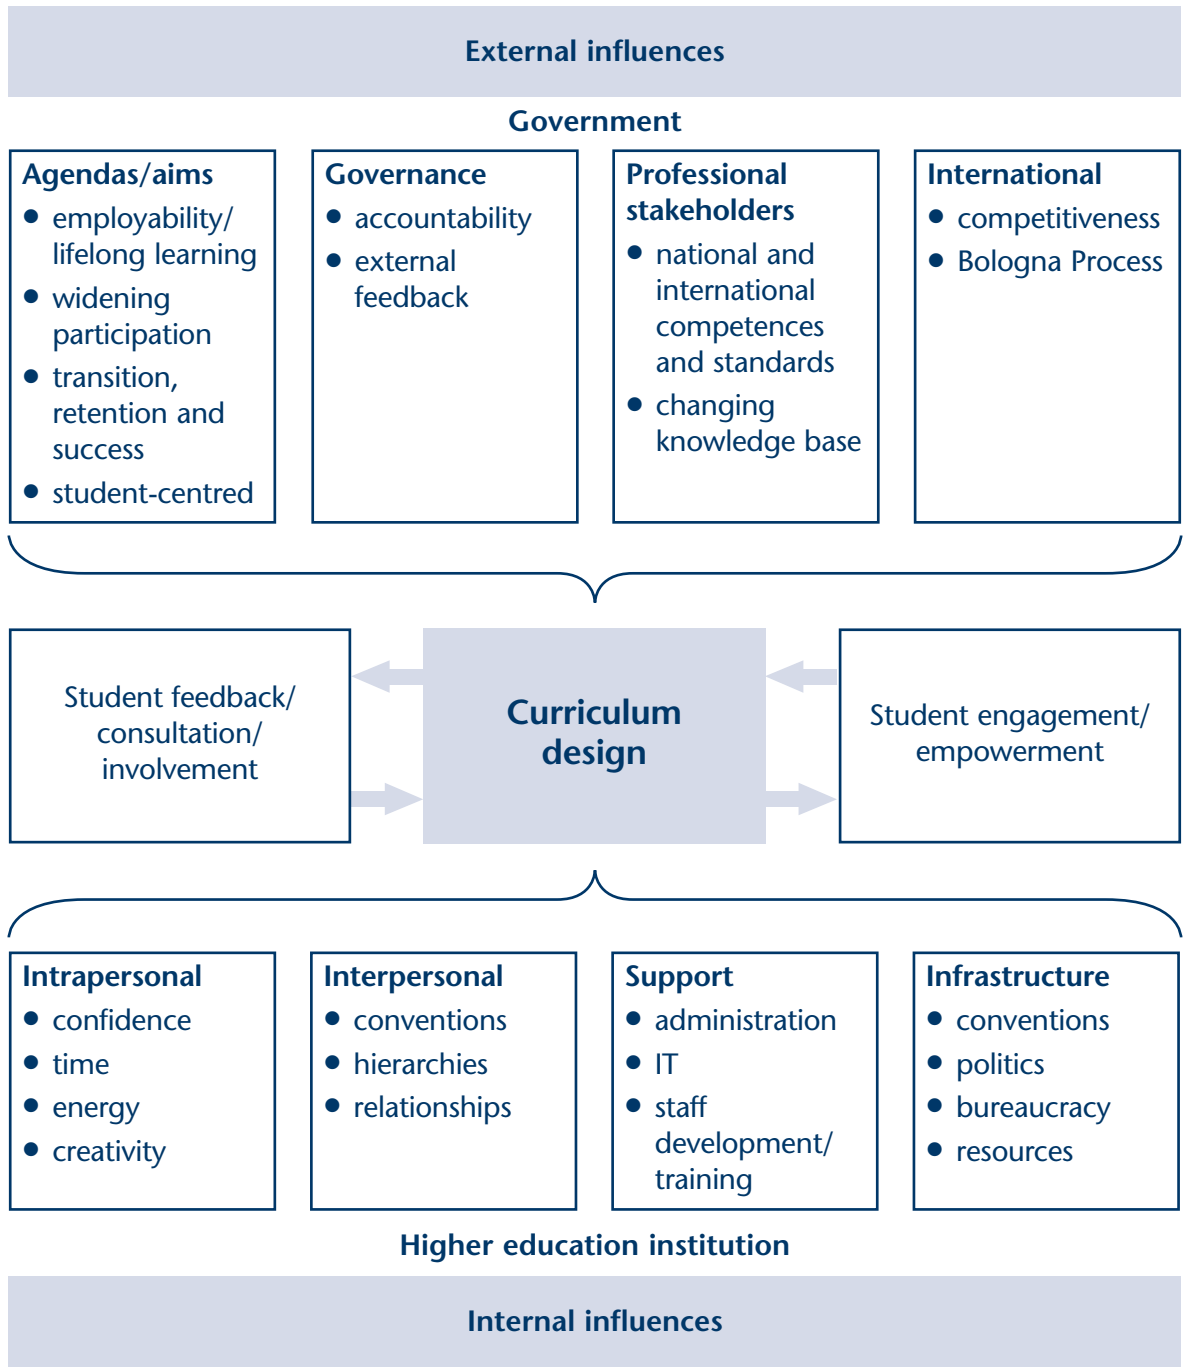 External influences
Government
Agendas/aims
● employability/
lifelong learning
● widening
participation
● transition,
retention and
success
● student-centred
Governance
● accountability
● external
feedback
Professional
stakeholders
● national and
international
competences
and standards
● changing
knowledge base
International
● competitiveness
● Bologna Process
Student feedback/
consultation/
involvement
Curriculum
design
Student engagement/
empowerment
Intrapersonal
● confidence
● time
● energy
● creativity
Interpersonal
● conventions
● hierarchies
● relationships
Support
● administration
● IT
● staff
development/
training
Infrastructure
● conventions
● politics
● bureaucracy
● resources
Higher education institution
Internal influences